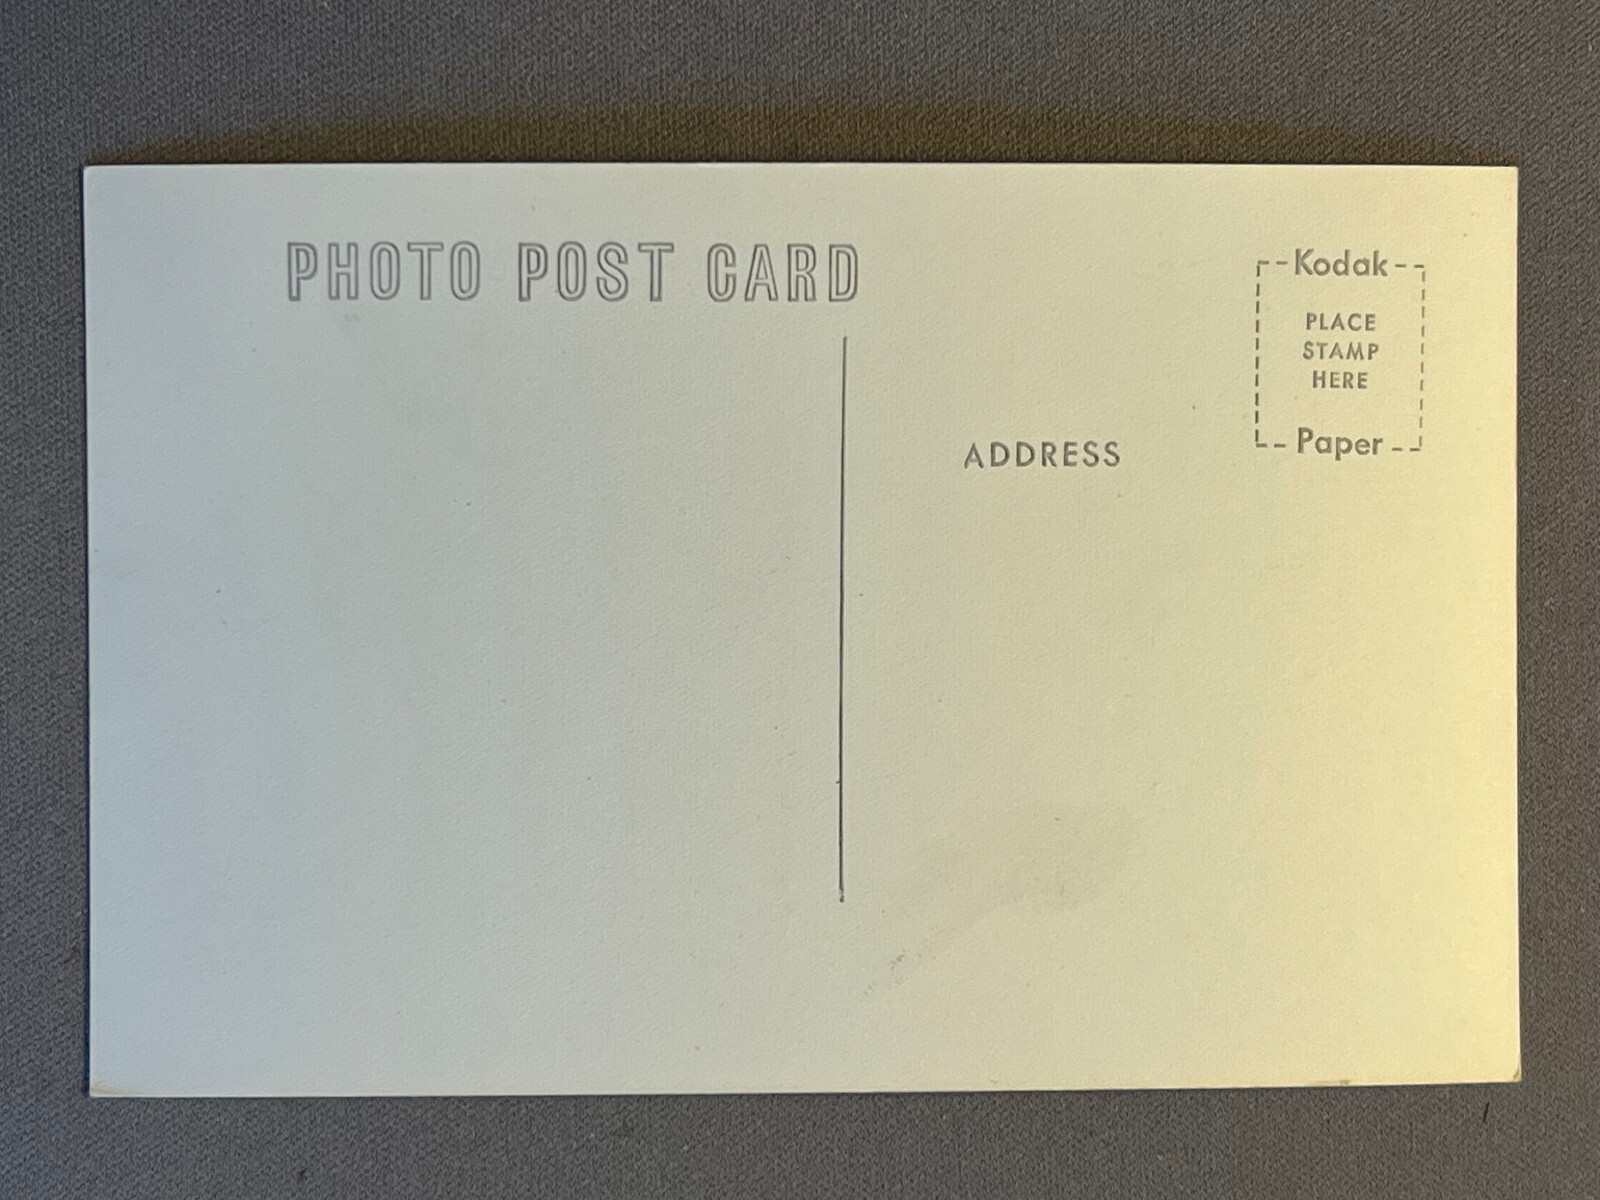 PHOTO POST CARD
Kodak
PLACE
STAMP
HERE
Paper
ADDRESS